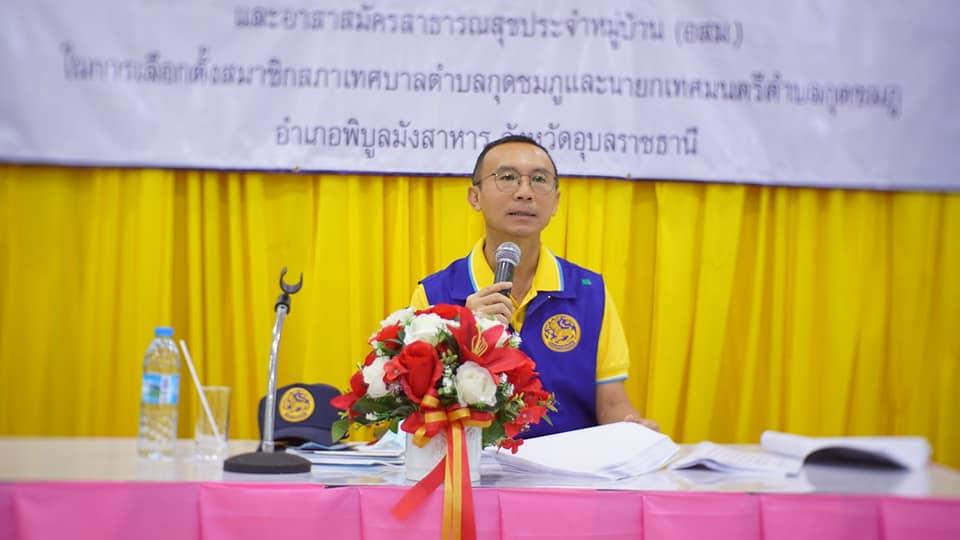 และอาสาสมัครสาธารณสุขประจำหมู่บ้าน (อสม.)
ในการเลือกตั้งสมาชิกสภาเทศบาลตำบลกุดชมภูและนายกเทศมนตรีตำบลกุดชมภู
อำเภอพิบูลมังสาหาร จังหวัดอุบลราชธานี